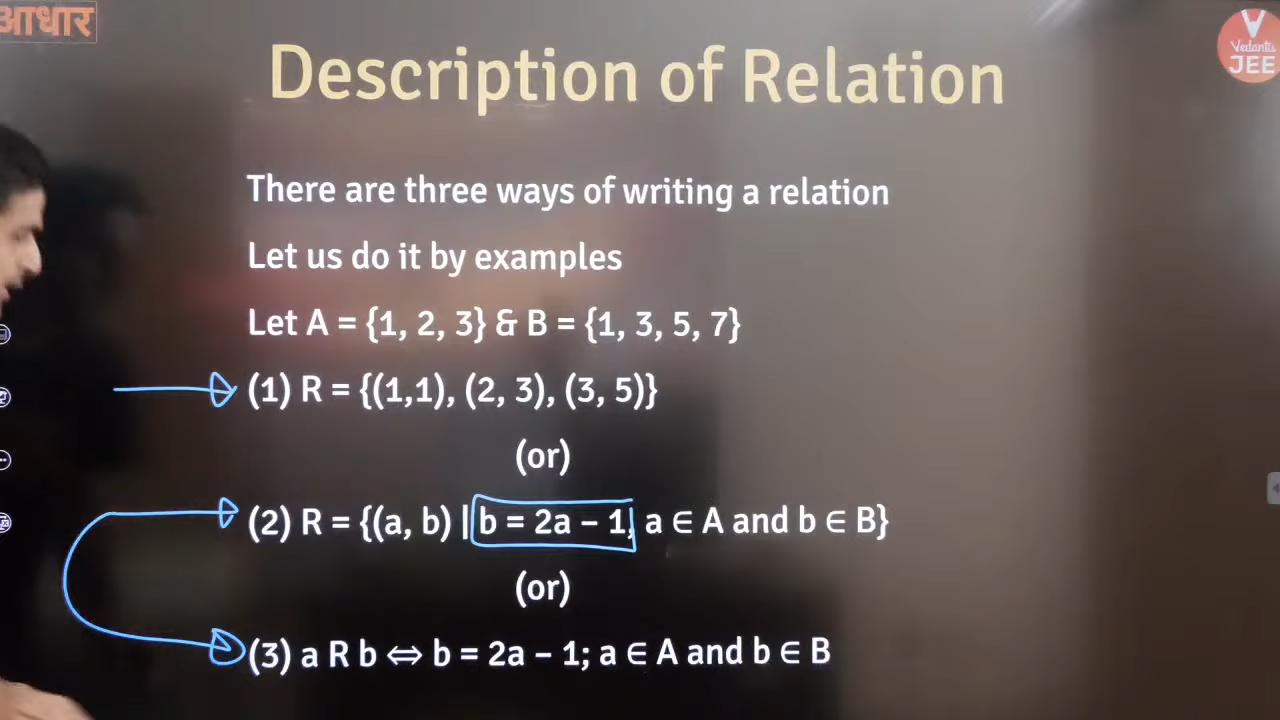 आधार
Vedantu
JEE
Description of Relation
There are three ways of writing a relation
Let us do it by examples
Let A = {1, 2, 3} & B = {1, 3, 5, 7}
(1) R = {(1,1), (2, 3), (3, 5)}
(or)
(2) R = {(a, b) | b = 2a – 1, a ∈ A and b ∈ B}
(or)
(3) a R b ⇔ b = 2a – 1; a ∈ A and b ∈ B